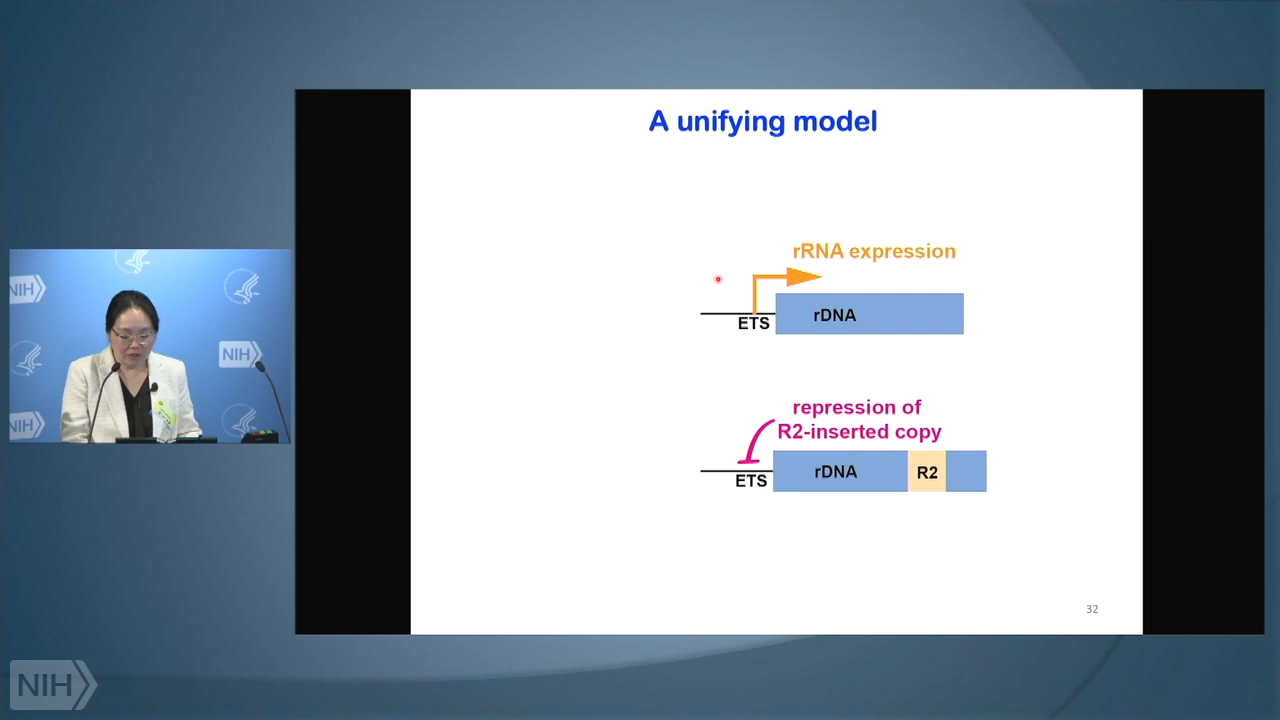 A unifying model
rRNA expression
ETS
rDNA
repression of
R2-inserted copy
ETS
rDNA
R2
32
NIH
NIH
NIH
NIH